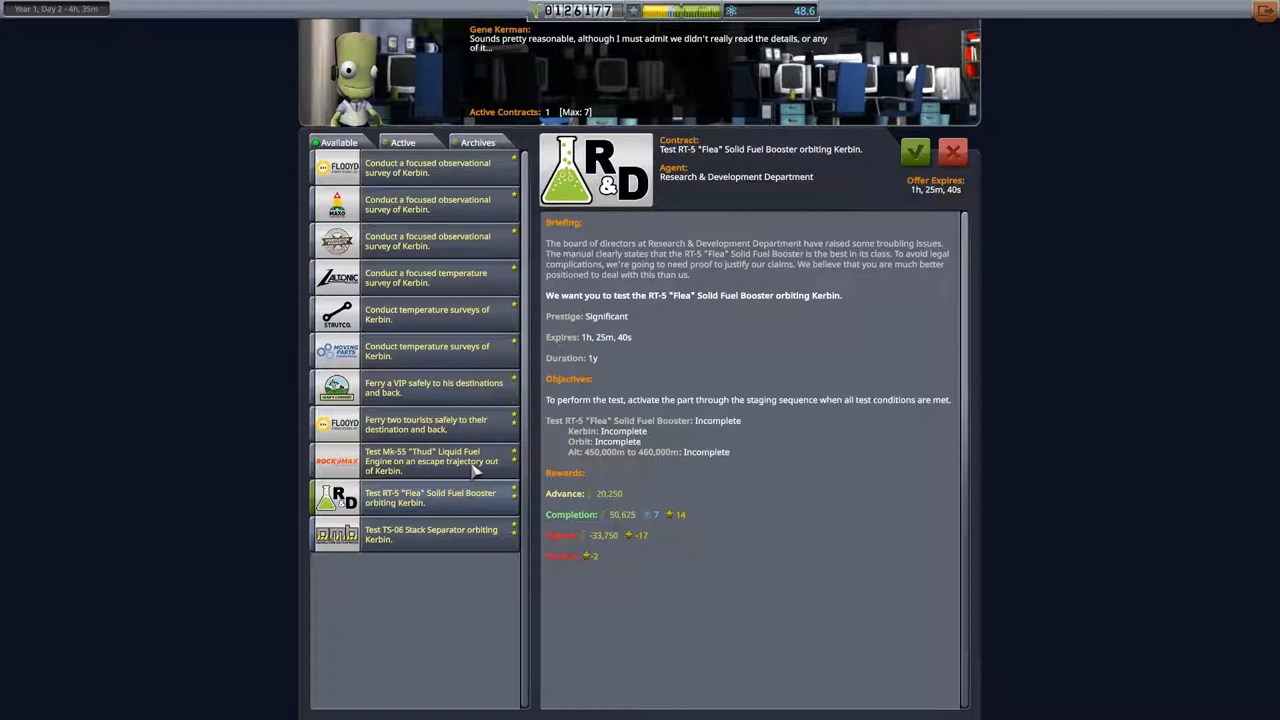 Year 1, Day 2 - 4h, 35m
0126177
48.6
Gene Kerman:
Sounds pretty reasonable, although I must admit we didn't really read the details, or any
of it...
Active Contracts: 1 [Max: 7]
Available
Active
Archives
FLOOYD
Conduct a focused observational
survey of Kerbin.
MAXO
Conduct a focused observational
survey of Kerbin.
Conduct a focused observational
survey of Kerbin.
Conduct a focused temperature
survey of Kerbin.
STRUTCO.
Conduct temperature surveys of
Kerbin.
MOVING
PARTS
Conduct temperature surveys of
Kerbin.
Ferry a VIP safely to his destinations
and back.
FLOOYD
Ferry two tourists safely to their
destination and back.
ROCKOMAX
Test Mk-55 "Thud" Liquid Fuel
Engine on an escape trajectory out
of Kerbin.
R&D
Test RT-5 "Flea" Solid Fuel Booster
orbiting Kerbin.
Test TS-06 Stack Separator orbiting
Kerbin.
R
&D
Contract:
Test RT-5 "Flea" Solid Fuel Booster orbiting Kerbin.
Agent:
Research & Development Department
Offer Expires:
1h, 25m, 40s
Briefing:
The board of directors at Research & Development Department have raised some troubling issues.
The manual clearly states that the RT-5 "Flea" Solid Fuel Booster is the best in its class. To avoid legal
complications, we're going to need proof to justify our claims. We believe that you are much better
positioned to deal with this than us.
We want you to test the RT-5 "Flea" Solid Fuel Booster orbiting Kerbin.
Prestige: Significant
Expires: 1h, 25m, 40s
Duration: 1y
Objectives:
To perform the test, activate the part through the staging sequence when all test conditions are met.
Test RT-5 "Flea" Solid Fuel Booster: Incomplete
Kerbin: Incomplete
Orbit: Incomplete
Alt: 450,000m to 460,000m: Incomplete
Rewards:
Advance: 20,250
Completion: 50,625 7 14
-33,750 -17
-2